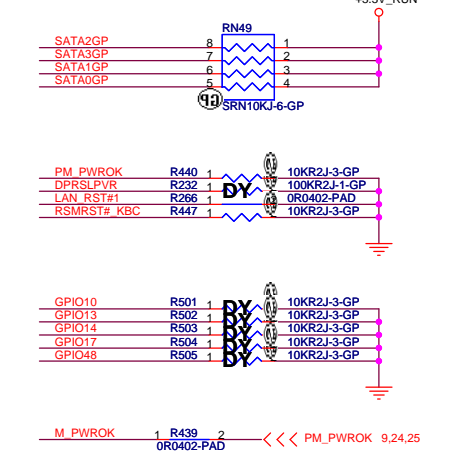 +3.3V_RUN
RN49
SATA2GP 8 1
SATA3GP 7 2
SATA1GP 6 3
SATA0GP 5 4
SRN10KJ-6-GP
PM_PWROK R440 1 10KR2J-3-GP
DPRSLPVR R232 1 DY 100KR2J-1-GP
LAN_RST#1 R266 1 0R0402-PAD
RSMRST#_KBC R447 1 10KR2J-3-GP
GPIO10 R501 1 DY 10KR2J-3-GP
GPIO13 R502 1 DY 10KR2J-3-GP
GPIO14 R503 1 DY 10KR2J-3-GP
GPIO17 R504 1 DY 10KR2J-3-GP
GPIO48 R505 1 DY 10KR2J-3-GP
M_PWROK 1 R439 2 PM_PWROK 9,24,25
0R0402-PAD